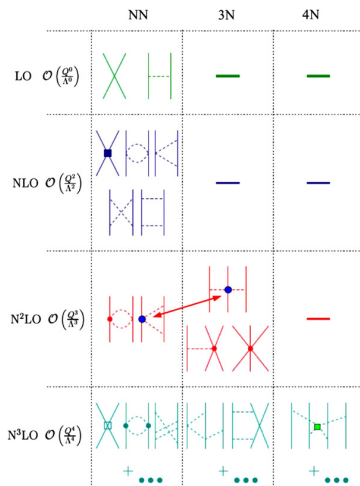 NN 3N 4N
LO 𝒪(Q⁰/Λ⁰)
NLO 𝒪(Q²/Λ²)
N²LO 𝒪(Q³/Λ³)
N³LO 𝒪(Q⁴/Λ⁴)
+ ••• + ••• + •••